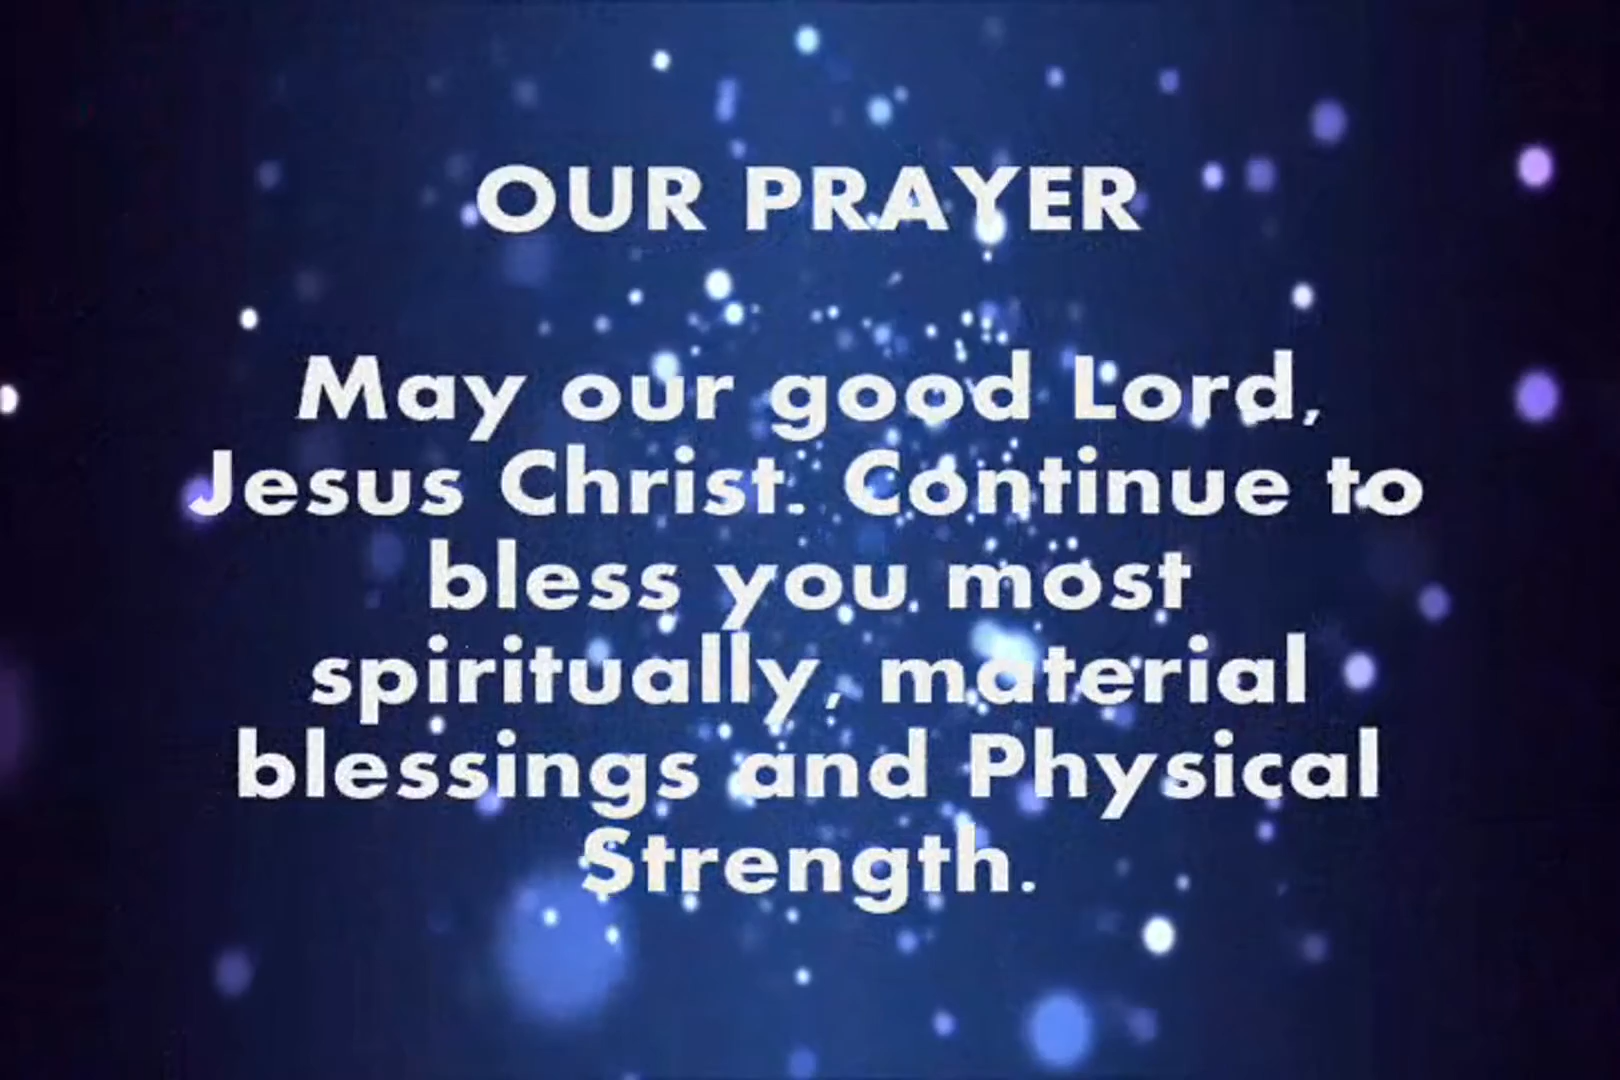 OUR PRAYER
May our good Lord,
Jesus Christ. Continue to
bless you most
spiritually, material
blessings and Physical
Strength.